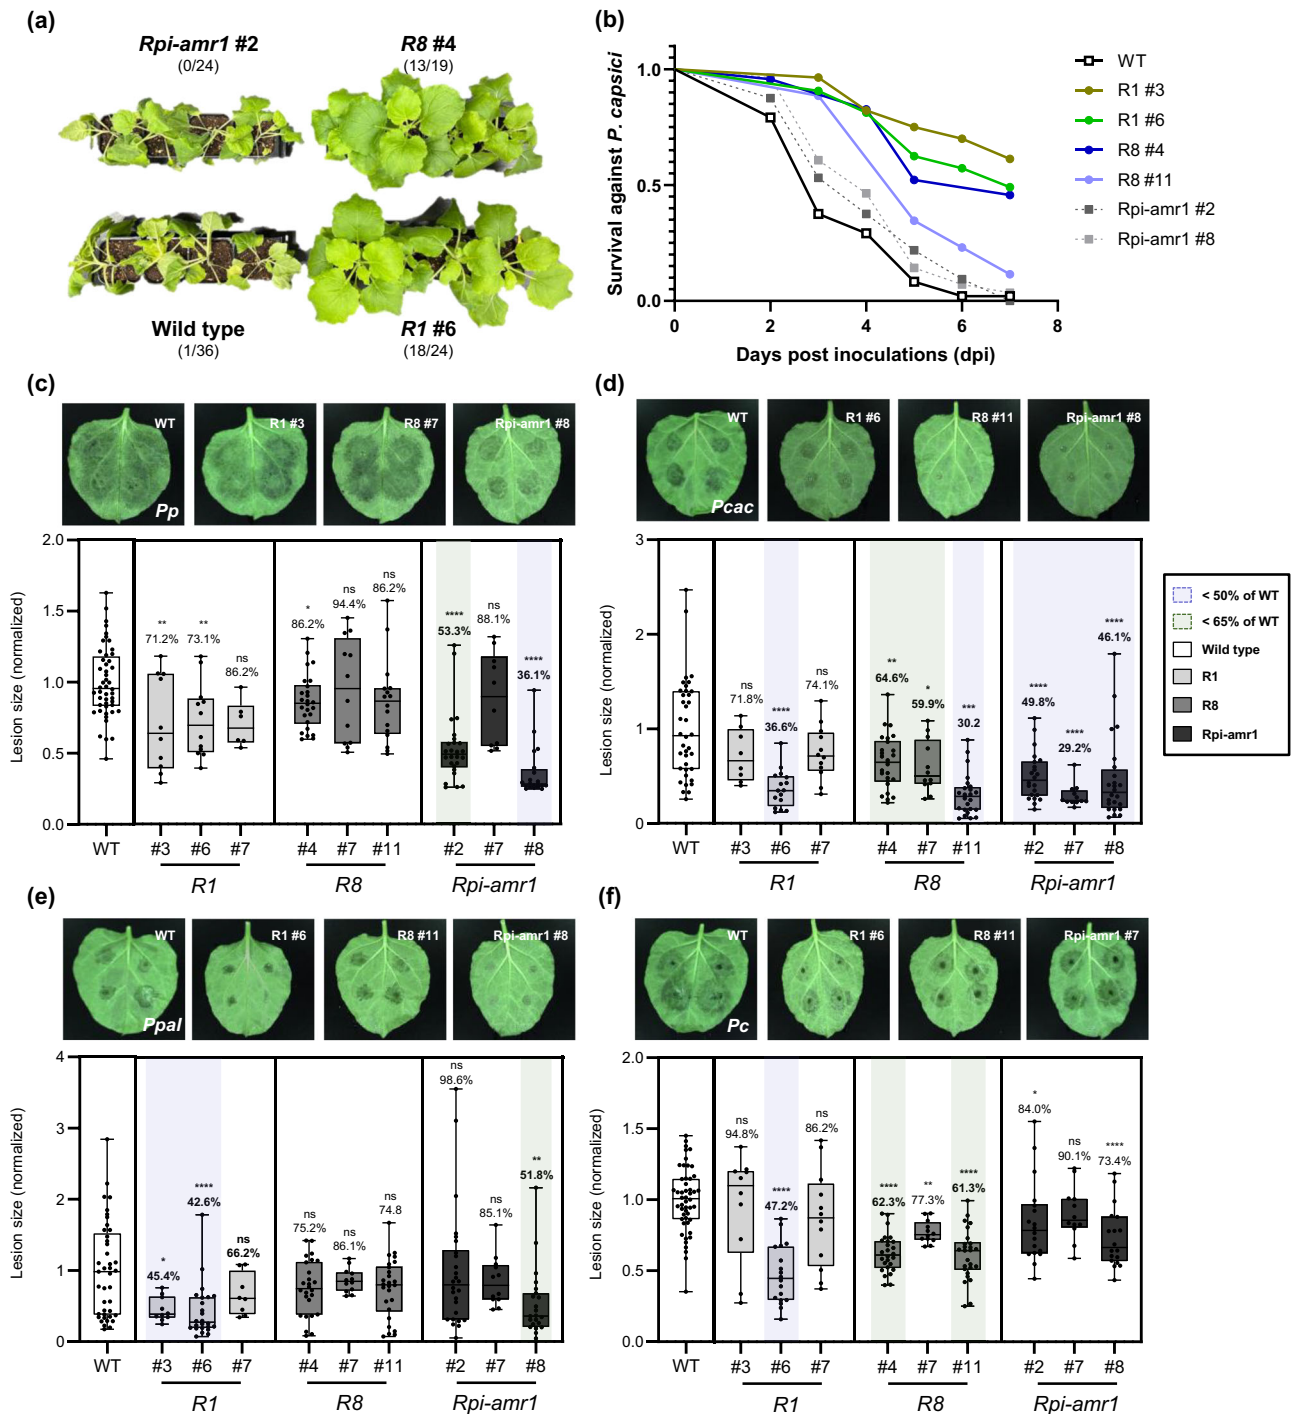 (a)
Rpi-amr1 #2
(0/24)
R8 #4
(13/19)
Wild type
(1/36)
R1 #6
(18/24)
(b)
Survival against P. capsici
1.0
0.5
0.0
0 2 4 6 8
Days post inoculations (dpi)
WT
R1 #3
R1 #6
R8 #4
R8 #11
Rpi-amr1 #2
Rpi-amr1 #8
(c)
WT
Pp
R1 #3
R8 #7
Rpi-amr1 #8
Lesion size (normalized)
2.0
1.5
1.0
0.5
0.0
**
71.2%
**
73.1%
ns
86.2%
*
86.2%
ns
94.4%
ns
86.2%
****
53.3%
ns
88.1%
****
36.1%
WT #3 #6 #7 #4 #7 #11 #2 #7 #8
R1 R8 Rpi-amr1
(d)
WT
Pcac
R1 #6
R8 #11
Rpi-amr1 #8
Lesion size (normalized)
3
2
1
0
ns
71.8%
****
36.6%
ns
74.1%
**
64.6%
*
59.9%
***
30.2
****
49.8%
****
29.2%
****
46.1%
WT #3 #6 #7 #4 #7 #11 #2 #7 #8
R1 R8 Rpi-amr1
< 50% of WT
< 65% of WT
Wild type
R1
R8
Rpi-amr1
(e)
WT
Ppal
R1 #6
R8 #11
Rpi-amr1 #8
Lesion size (normalized)
4
3
2
1
0
*
45.4%
****
42.6%
ns
66.2%
ns
75.2%
ns
86.1%
ns
74.8
ns
98.6%
ns
85.1%
**
51.8%
WT #3 #6 #7 #4 #7 #11 #2 #7 #8
R1 R8 Rpi-amr1
(f)
WT
Pc
R1 #6
R8 #11
Rpi-amr1 #7
Lesion size (normalized)
2.0
1.5
1.0
0.5
0.0
ns
94.8%
****
47.2%
ns
86.2%
****
62.3%
**
77.3%
****
61.3%
*
84.0%
ns
90.1%
****
73.4%
WT #3 #6 #7 #4 #7 #11 #2 #7 #8
R1 R8 Rpi-amr1